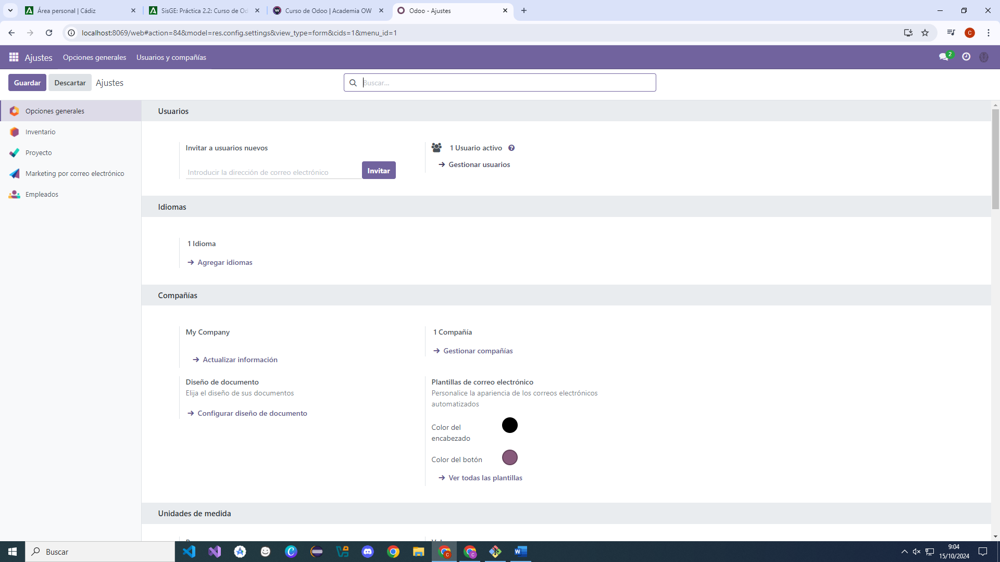 Área personal | Cádiz
SisGE: Práctica 2.2: Curso de Od
Curso de Odoo | Academia OW
Odoo - Ajustes
localhost:8069/web#action=84&model=res.config.settings&view_type=form&cids=1&menu_id=1
C
Ajustes
Opciones generales
Usuarios y compañías
2
Guardar
Descartar
Ajustes
Buscar...
Opciones generales
Inventario
Proyecto
Marketing por correo electrónico
Empleados
Usuarios
Invitar a usuarios nuevos
Introducir la dirección de correo electrónico
Invitar
1 Usuario activo
Gestionar usuarios
Idiomas
1 Idioma
Agregar idiomas
Compañías
My Company
Actualizar información
1 Compañía
Gestionar compañías
Diseño de documento
Elija el diseño de sus documentos
Configurar diseño de documento
Plantillas de correo electrónico
Personalice la apariencia de los correos electrónicos
automatizados
Color del
encabezado
Color del botón
Ver todas las plantillas
Unidades de medida
Buscar
9:04
15/10/2024